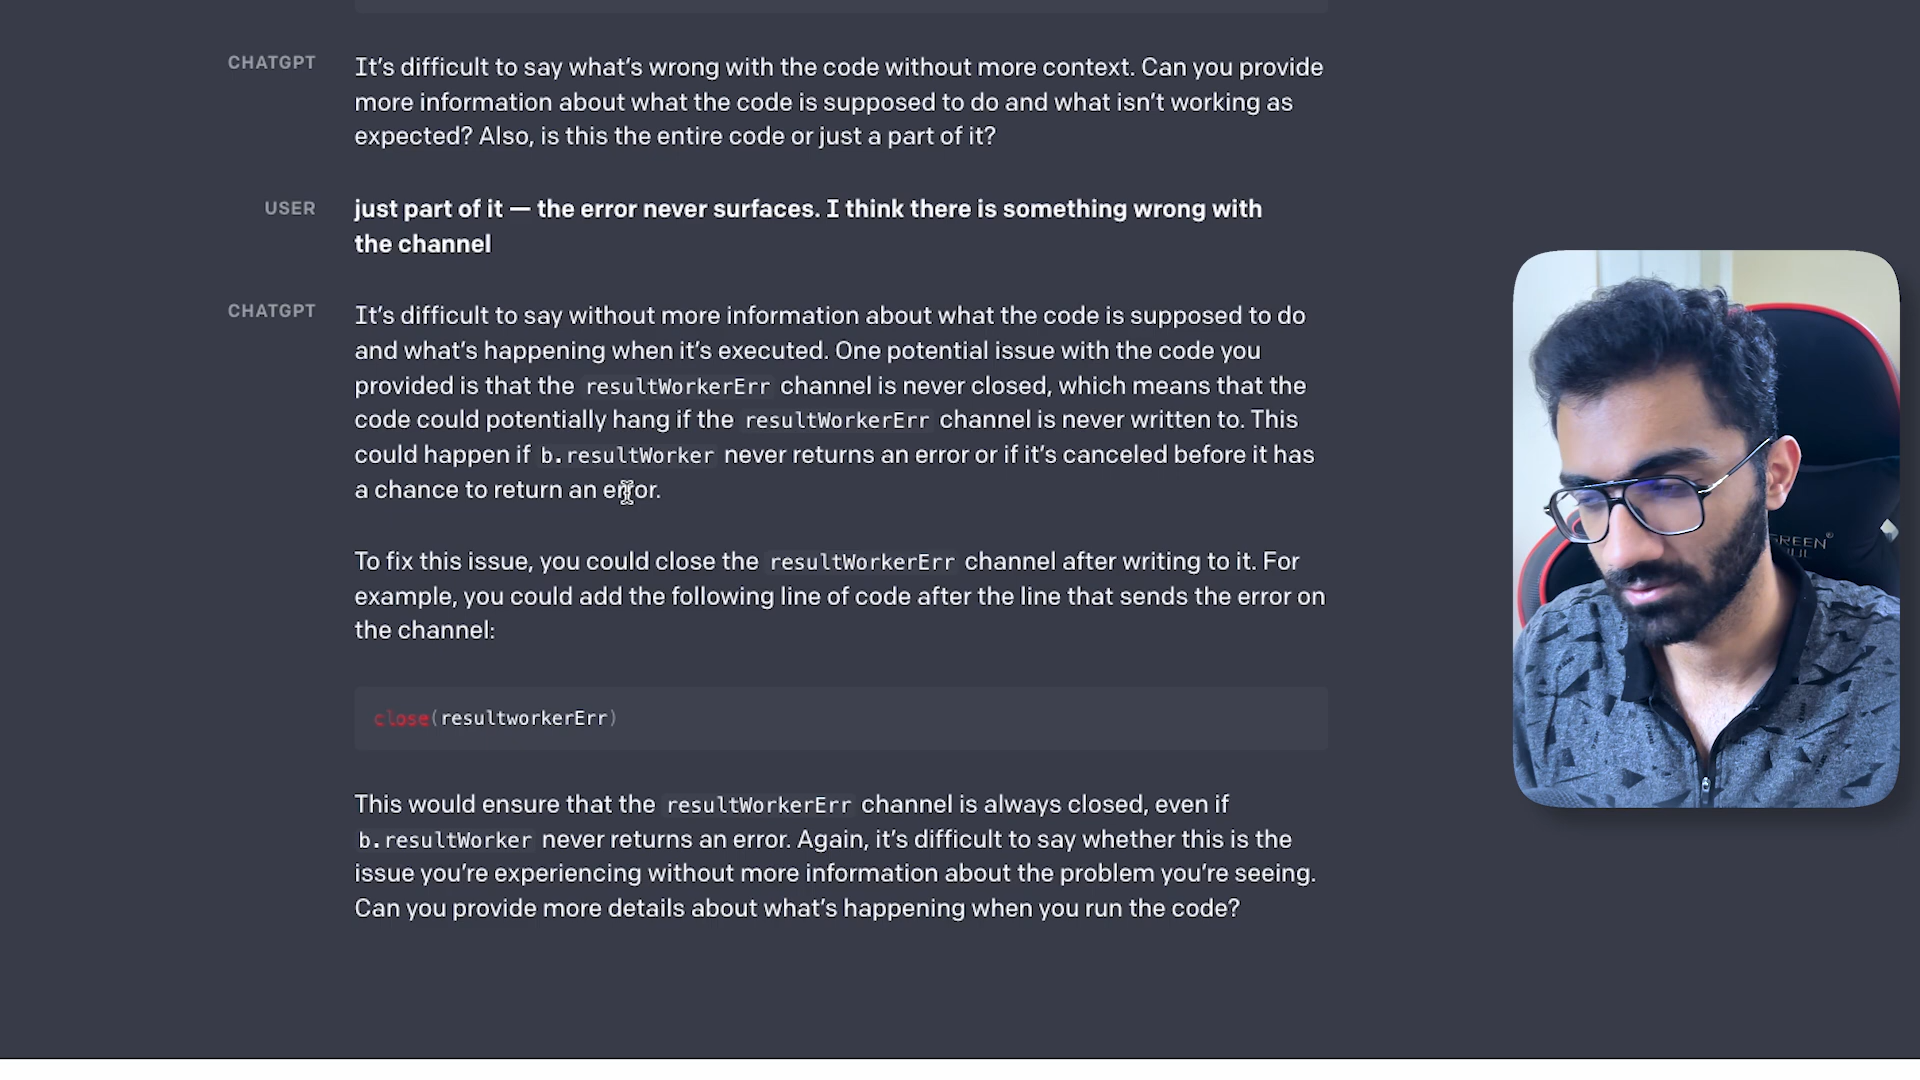 CHATGPT
It’s difficult to say what’s wrong with the code without more context. Can you provide
more information about what the code is supposed to do and what isn’t working as
expected? Also, is this the entire code or just a part of it?
USER
just part of it — the error never surfaces. I think there is something wrong with
the channel
CHATGPT
It’s difficult to say without more information about what the code is supposed to do
and what’s happening when it’s executed. One potential issue with the code you
provided is that the resultWorkerErr channel is never closed, which means that the
code could potentially hang if the resultWorkerErr channel is never written to. This
could happen if b.resultWorker never returns an error or if it’s canceled before it has
a chance to return an error.
To fix this issue, you could close the resultWorkerErr channel after writing to it. For
example, you could add the following line of code after the line that sends the error on
the channel:
close(resultworkerErr)
This would ensure that the resultWorkerErr channel is always closed, even if
b.resultWorker never returns an error. Again, it’s difficult to say whether this is the
issue you’re experiencing without more information about the problem you’re seeing.
Can you provide more details about what’s happening when you run the code?
GREEN